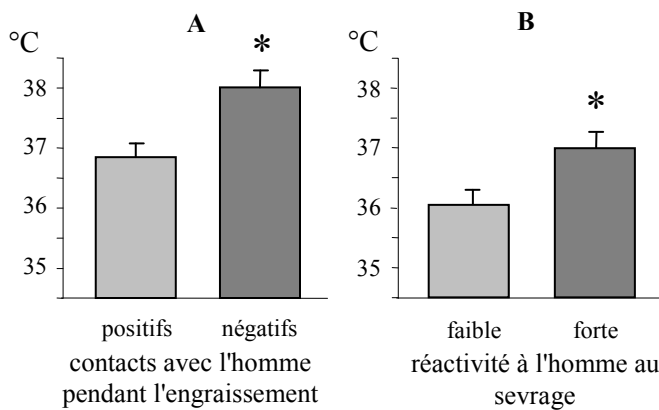 A
B
°C
°C
*
*
38
37
36
35
38
37
36
35
positifs négatifs
contacts avec l'homme
pendant l'engraissement
faible forte
réactivité à l'homme au
sevrage